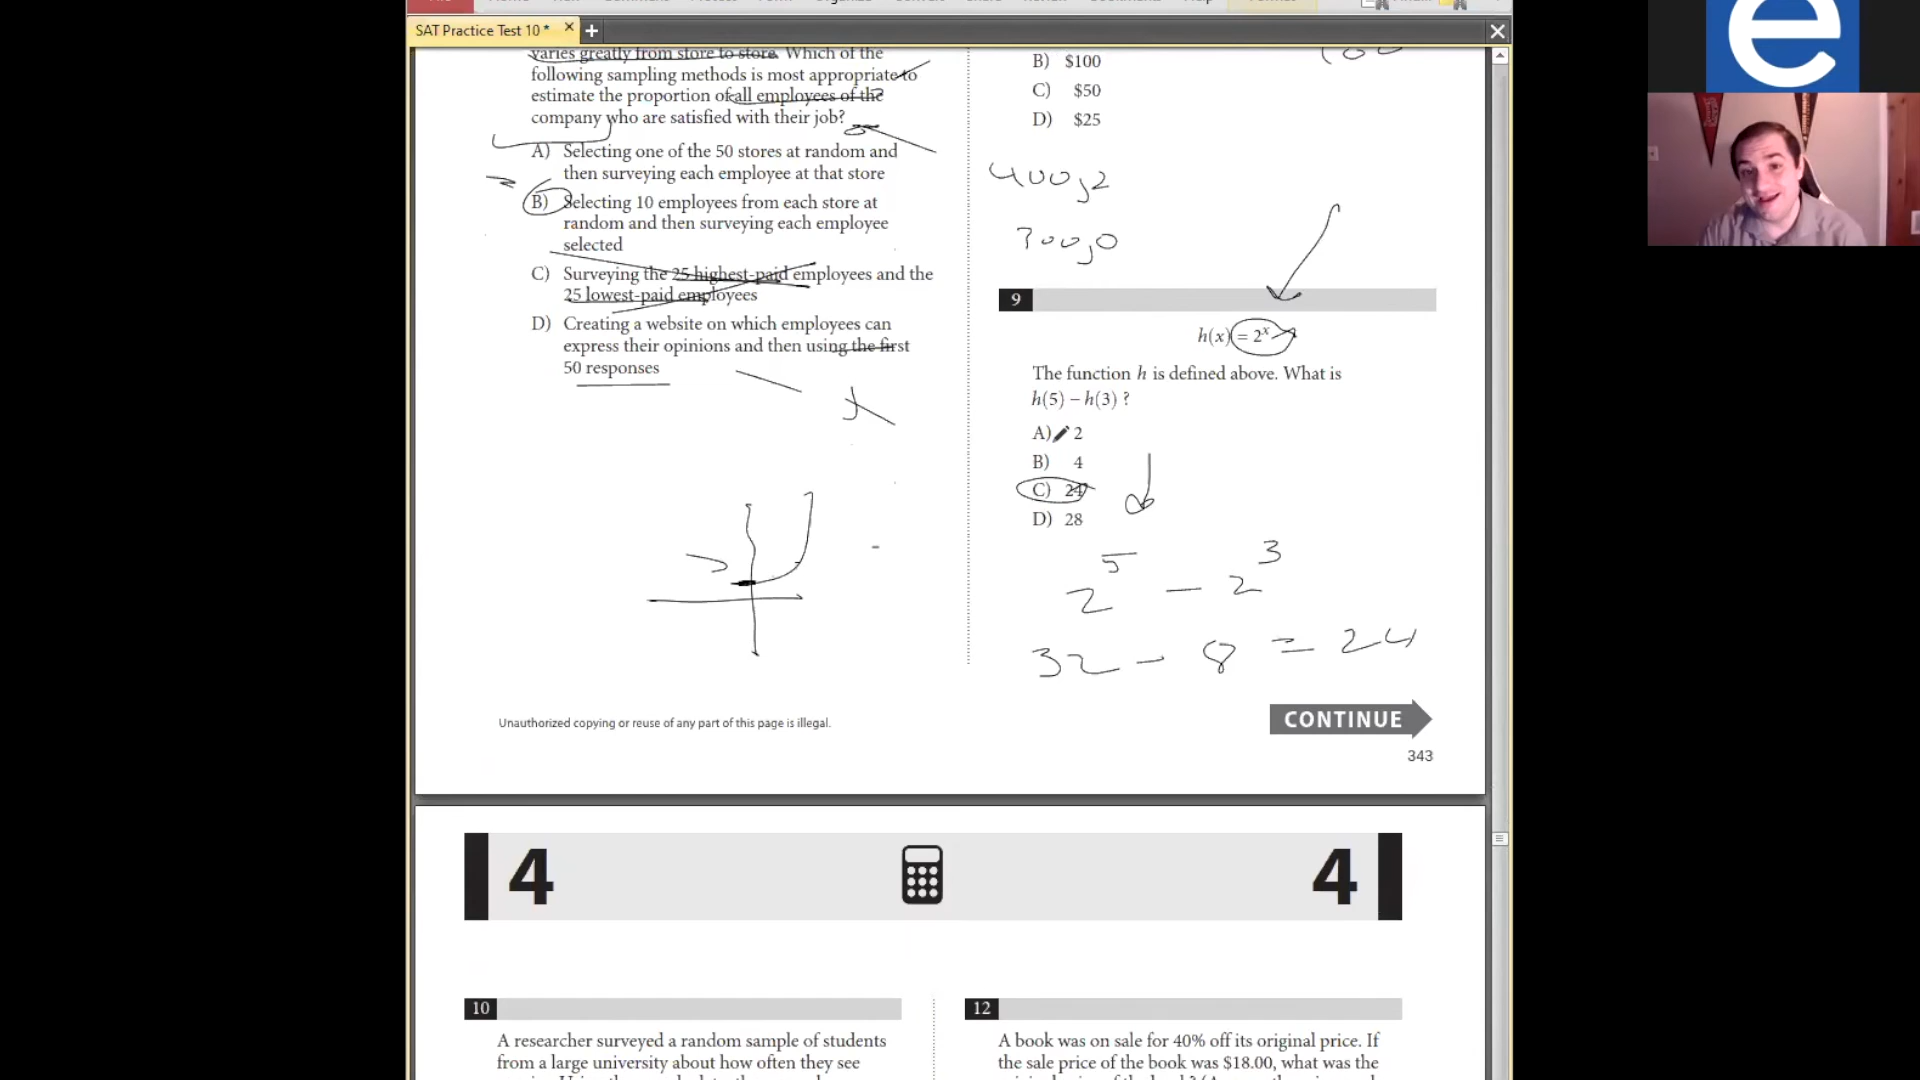 SAT Practice Test 10 *
varies greatly from store to store. Which of the
following sampling methods is most appropriate to
estimate the proportion of all employees of the
company who are satisfied with their job?
A) Selecting one of the 50 stores at random and
then surveying each employee at that store
B) Selecting 10 employees from each store at
random and then surveying each employee
selected
C) Surveying the 25 highest-paid employees and the
25 lowest-paid employees
D) Creating a website on which employees can
express their opinions and then using the first
50 responses
B) $100
C) $50
D) $25
400,2
300,0
9
h(x) = 2ˣ
The function h is defined above. What is
h(5) – h(3) ?
A) 2
B) 4
C) 24
D) 28
2⁵ - 2³
32 - 8 = 24
Unauthorized copying or reuse of any part of this page is illegal.
CONTINUE
343
4
4
10
A researcher surveyed a random sample of students
from a large university about how often they see
12
A book was on sale for 40% off its original price. If
the sale price of the book was $18.00, what was the
e